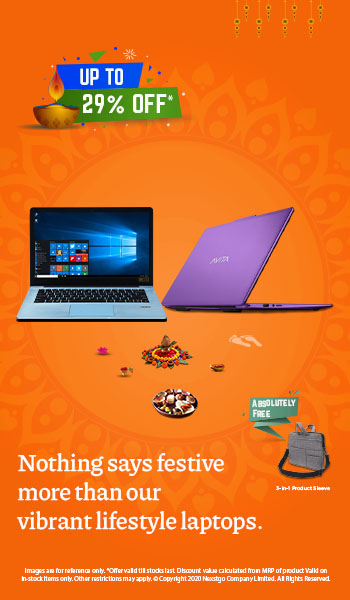 UP TO
29% OFF*
AVITA
ABSOLUTELY
FREE
3-in-1 Product Sleeve
Nothing says festive
more than our
vibrant lifestyle laptops.
Images are for reference only. *Offer valid till stocks last. Discount value calculated from MRP of product Valid on
in-stock items only. Other restrictions may apply. © Copyright 2020 Nexstgo Company Limited. All Rights Reserved.